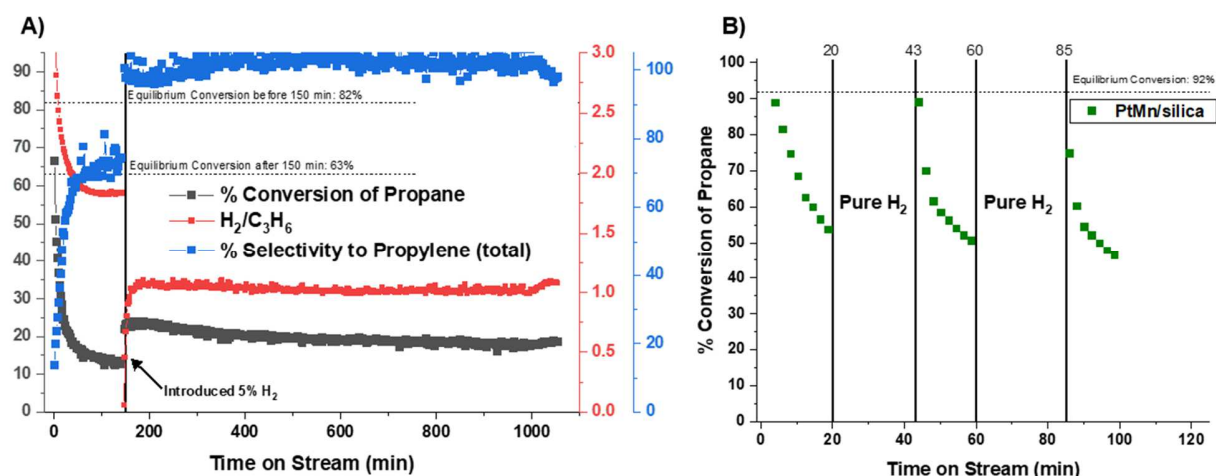 A)
Equilibrium Conversion before 150 min: 82%
Equilibrium Conversion after 150 min: 63%
% Conversion of Propane
H₂/C₃H₆
% Selectivity to Propylene (total)
Introduced 5% H₂
90
80
70
60
50
40
30
20
10
0
3.0
2.5
2.0
1.5
1.0
0.5
0.0
100
80
60
40
20
0
0 200 400 600 800 1000
Time on Stream (min)
B)
20 43 60 85
Equilibrium Conversion: 92%
PtMn/silica
Pure H₂ Pure H₂
% Conversion of Propane
100
90
80
70
60
50
40
30
20
10
0
0 20 40 60 80 100 120
Time on Stream (min)